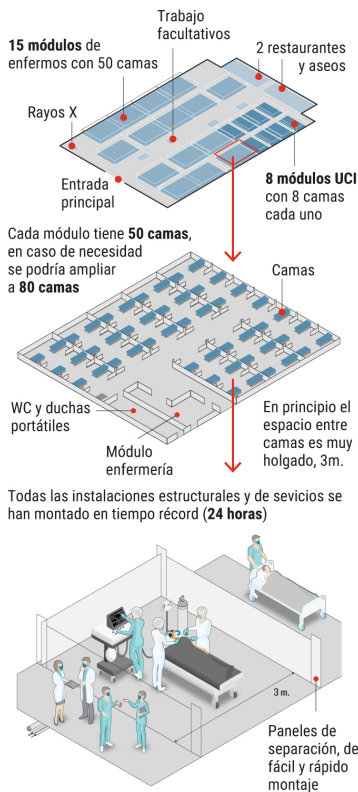 Trabajo
facultativos
15 módulos de
enfermos con 50 camas
2 restaurantes
y aseos
Rayos X
Entrada
principal
8 módulos UCI
con 8 camas
cada uno
Cada módulo tiene 50 camas,
en caso de necesidad
se podría ampliar
a 80 camas
Camas
WC y duchas
portátiles
Módulo
enfermería
En principio el
espacio entre
camas es muy
holgado, 3m.
Todas las instalaciones estructurales y de sevicios se
han montado en tiempo récord (24 horas)
3 m.
Paneles de
separación, de
fácil y rápido
montaje